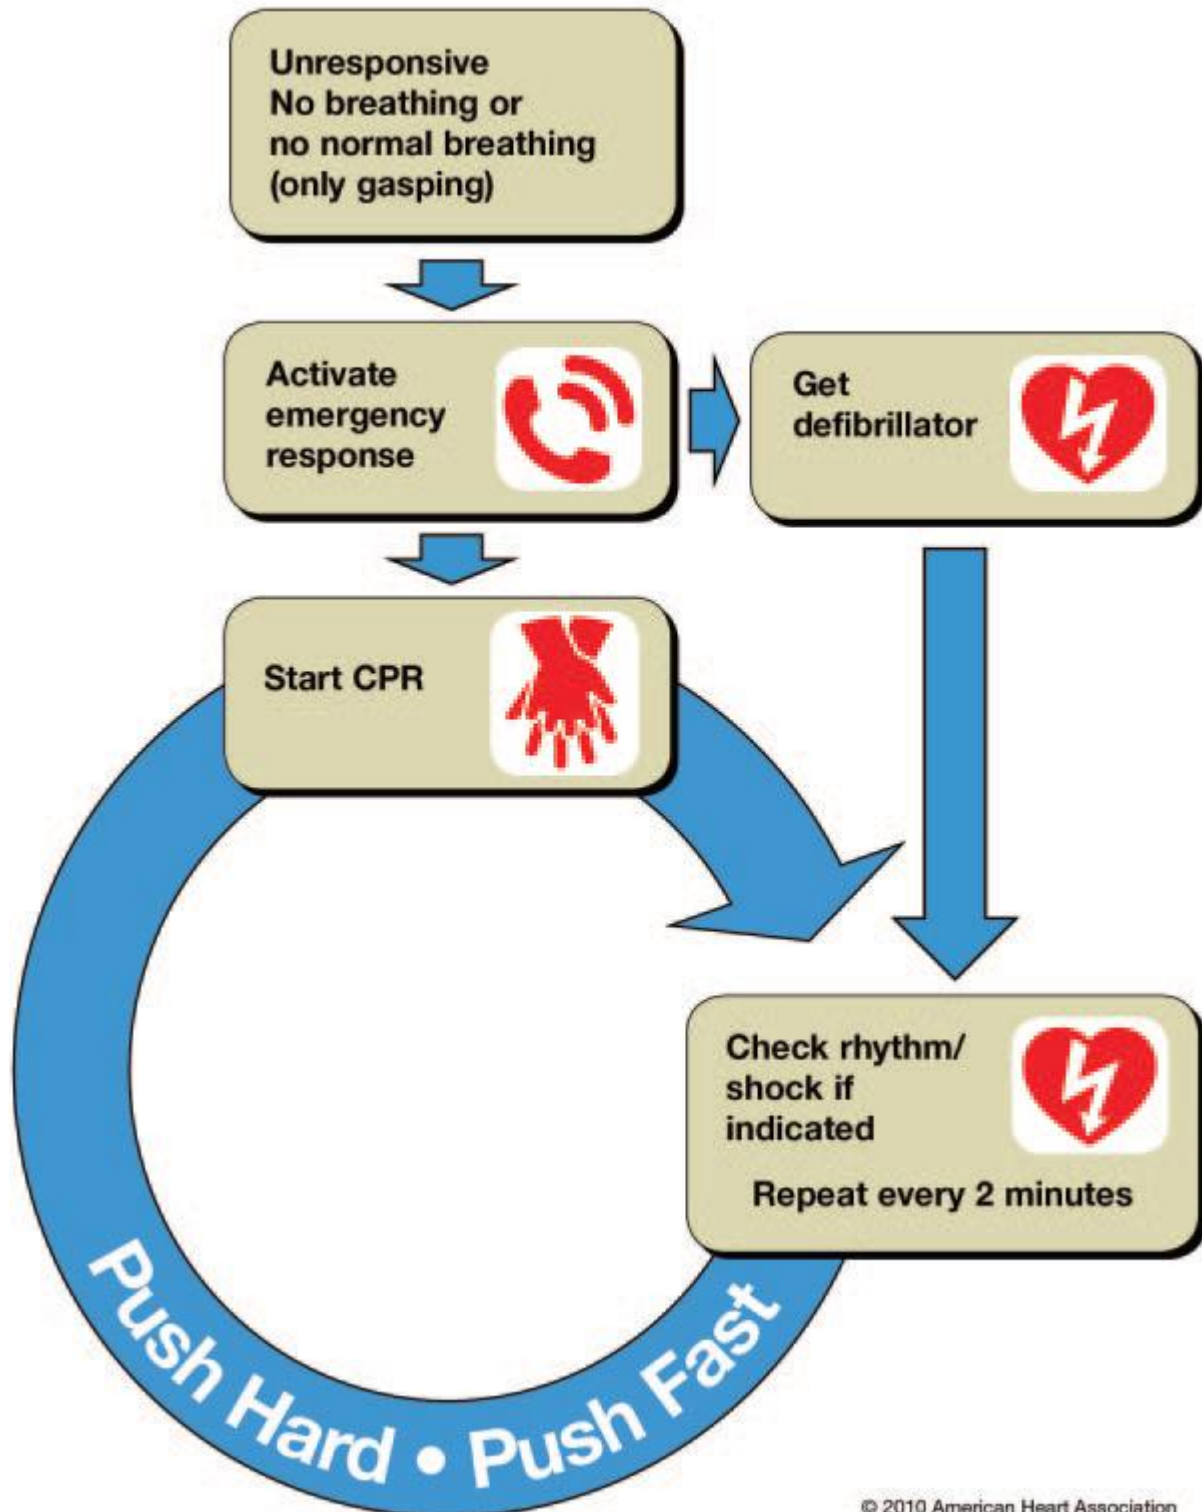 Unresponsive
No breathing or
no normal breathing
(only gasping)
Activate
emergency
response
Get
defibrillator
Start CPR
Check rhythm/
shock if
indicated
Repeat every 2 minutes
Push Hard • Push Fast
© 2010 American Heart Association